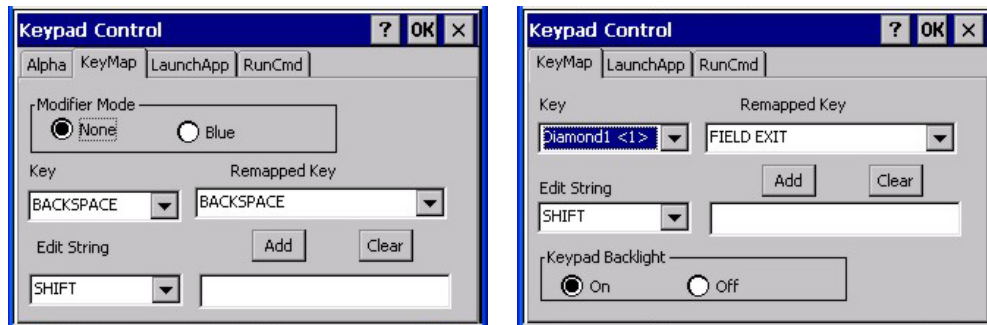 Keypad Control ? OK ×
Alpha KeyMap LaunchApp RunCmd
Modifier Mode
None Blue
Key Remapped Key
BACKSPACE BACKSPACE
Edit String Add Clear
SHIFT
Keypad Control ? OK ×
KeyMap LaunchApp RunCmd
Key Remapped Key
Diamond1 <1> FIELD EXIT
Add Clear
Edit String
SHIFT
Keypad Backlight
On Off